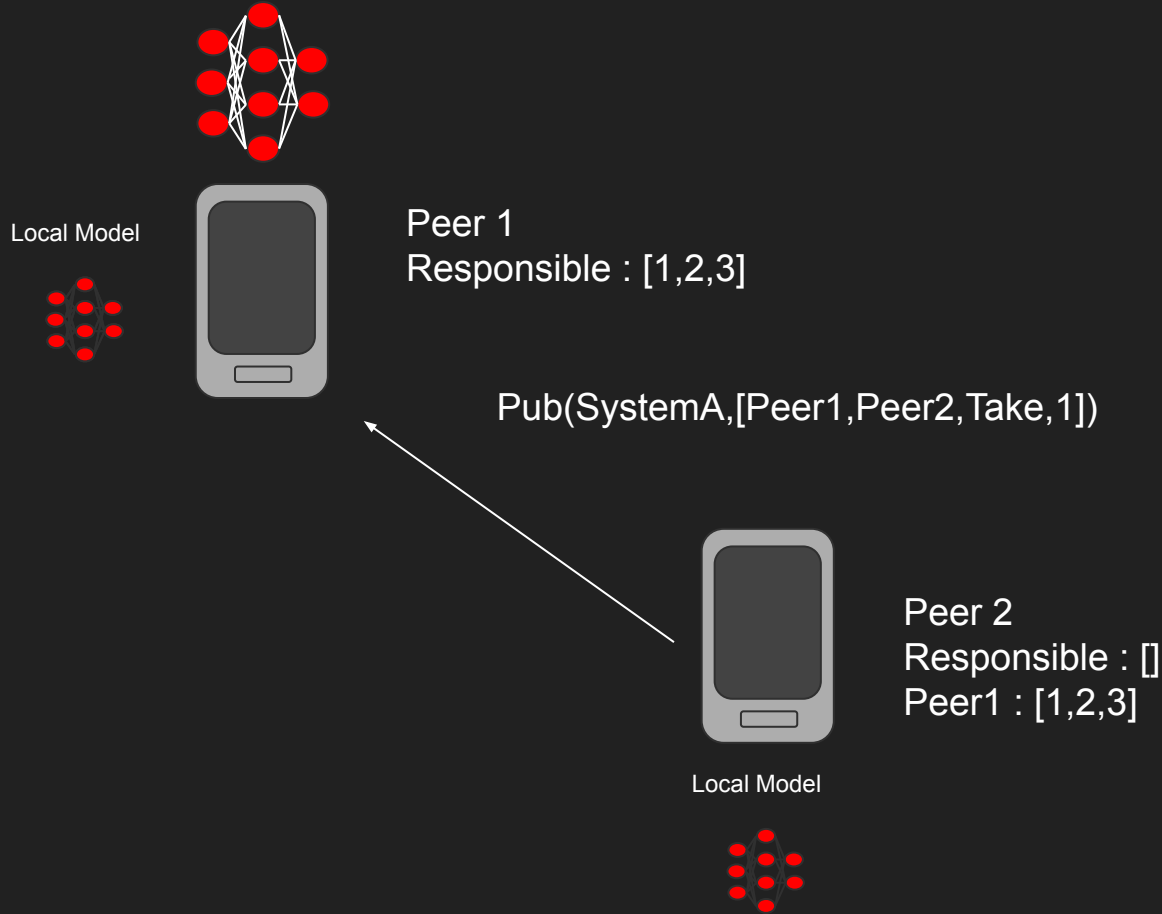 Local Model
Peer 1
Responsible : [1,2,3]
Pub(SystemA,[Peer1,Peer2,Take,1])
Peer 2
Responsible : []
Peer1 : [1,2,3]
Local Model